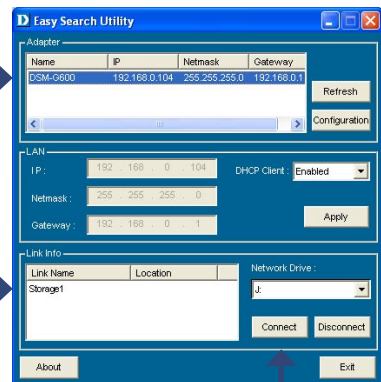 D Easy Search Utility
Adapter
Name IP Netmask Gateway
DSM-G600 192.168.0.104 255.255.255.0 192.168.0.1
Refresh
Configuration
LAN
IP: 192 . 168 . 0 . 104 DHCP Client : Enabled
Netmask : 255 . 255 . 255 . 0
Gateway : 192 . 168 . 0 . 1 Apply
Link Info
Link Name Location Network Drive :
Storage1 J:
Connect Disconnect
About Exit